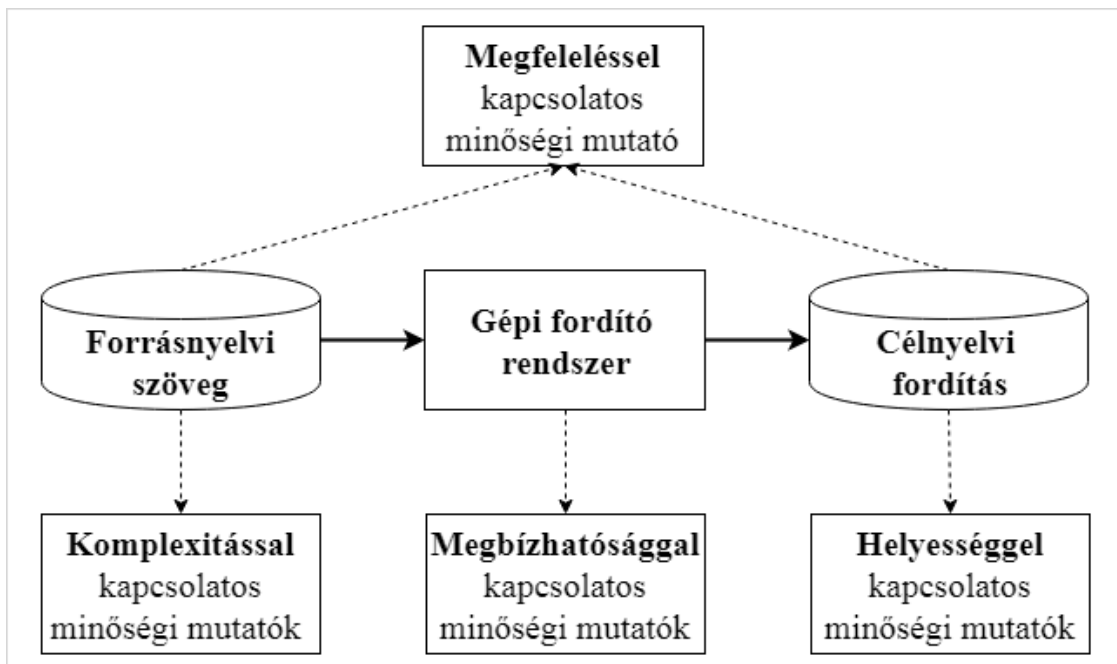 Megfeleléssel
kapcsolatos
minőségi mutató
Forrásnyelvi
szöveg
Gépi fordító
rendszer
Célnyelvi
fordítás
Komplexitással
kapcsolatos
minőségi mutatók
Megbízhatósággal
kapcsolatos
minőségi mutatók
Helyességgel
kapcsolatos
minőségi mutatók